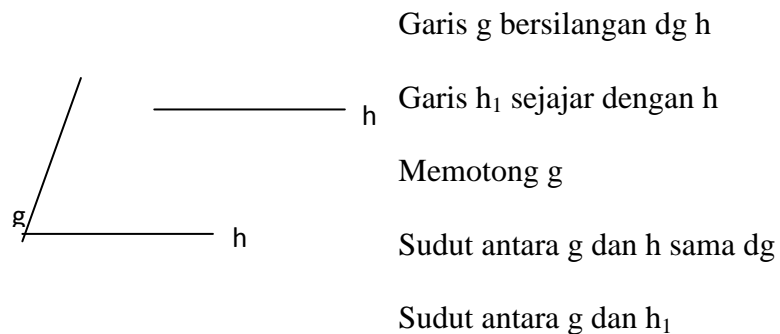 Garis g bersilangan dg h
Garis h₁ sejajar dengan h
h
Memotong g
g
h
Sudut antara g dan h sama dg
Sudut antara g dan h₁